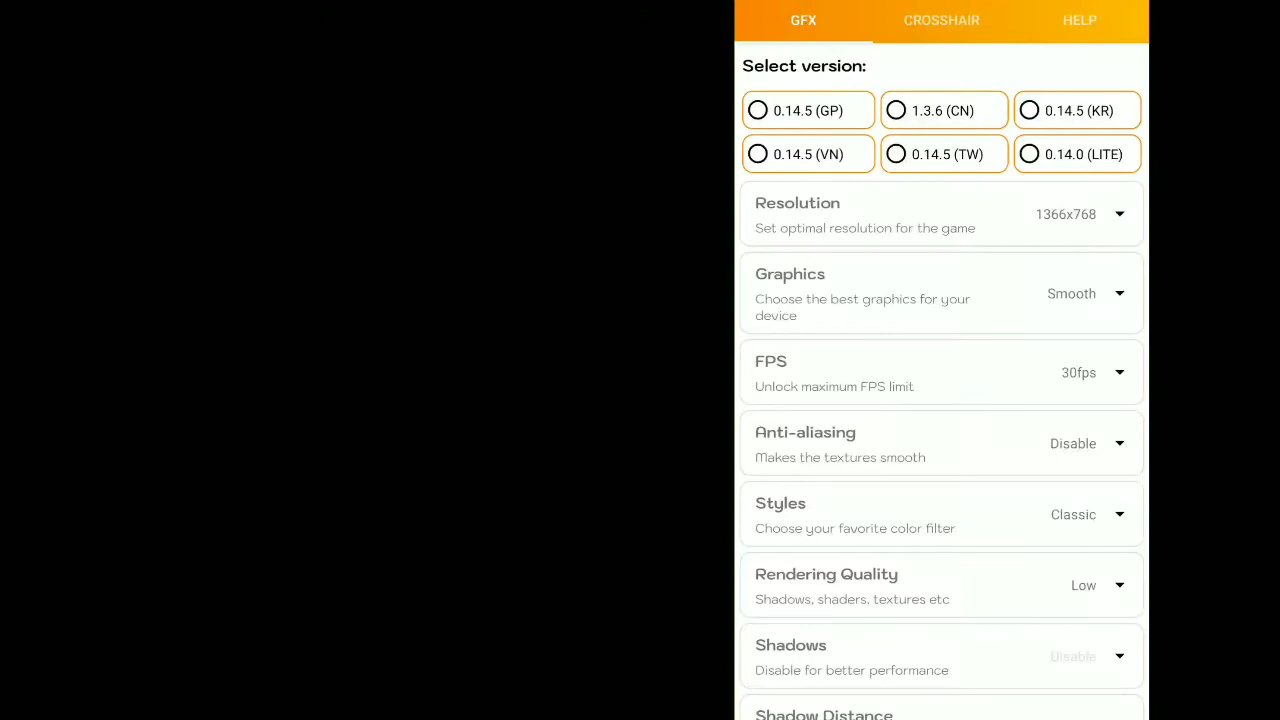 GFX CROSSHAIR HELP
Select version:
0.14.5 (GP) 1.3.6 (CN) 0.14.5 (KR)
0.14.5 (VN) 0.14.5 (TW) 0.14.0 (LITE)
Resolution
Set optimal resolution for the game
1366x768
Graphics
Choose the best graphics for your
device
Smooth
FPS
Unlock maximum FPS limit
30fps
Anti-aliasing
Makes the textures smooth
Disable
Styles
Choose your favorite color filter
Classic
Rendering Quality
Shadows, shaders, textures etc
Low
Shadows
Disable for better performance
Disable
Shadow Distance